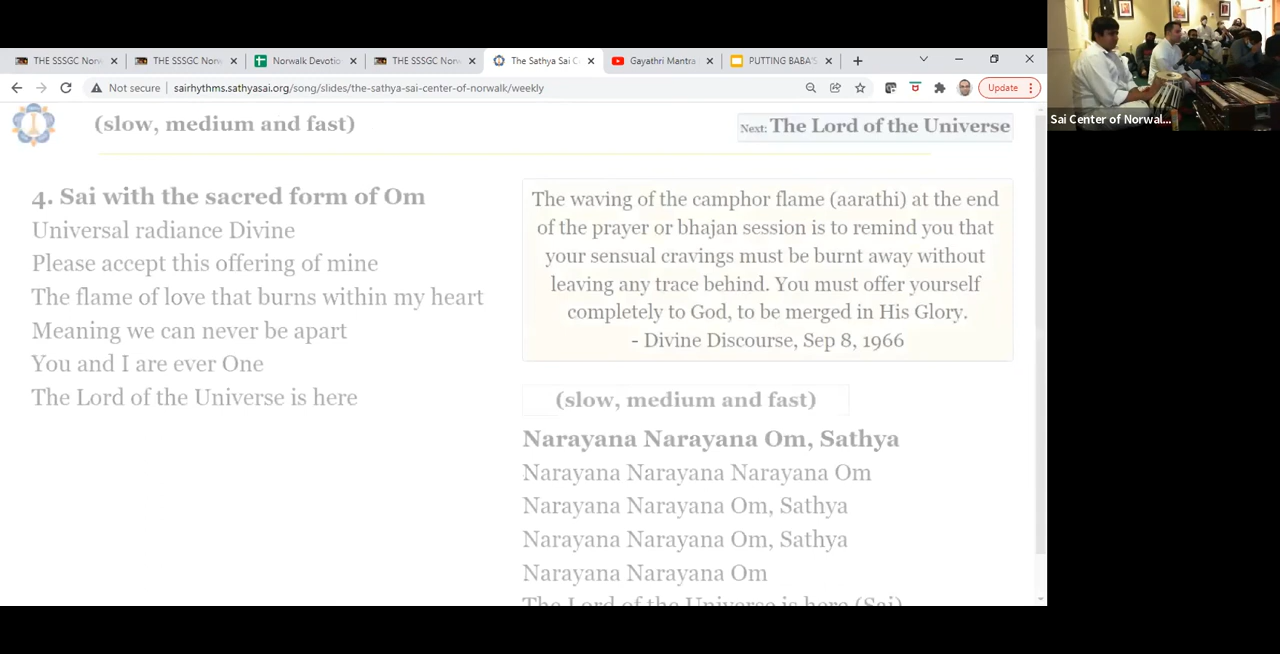 THE SSSGC Norw
THE SSSGC Norw
Norwalk Devotio
THE SSSGC Norw
The Sathya Sai C
Gayathri Mantra
PUTTING BABA'S
Not secure
sairhythms.sathyasai.org/song/slides/the-sathya-sai-center-of-norwalk/weekly
Update
Sai Center of Norwal...
(slow, medium and fast)
Next: The Lord of the Universe
4. Sai with the sacred form of Om
Universal radiance Divine
Please accept this offering of mine
The flame of love that burns within my heart
Meaning we can never be apart
You and I are ever One
The Lord of the Universe is here
The waving of the camphor flame (aarathi) at the end
of the prayer or bhajan session is to remind you that
your sensual cravings must be burnt away without
leaving any trace behind. You must offer yourself
completely to God, to be merged in His Glory.
- Divine Discourse, Sep 8, 1966
(slow, medium and fast)
Narayana Narayana Om, Sathya
Narayana Narayana Narayana Om
Narayana Narayana Om, Sathya
Narayana Narayana Om, Sathya
Narayana Narayana Om
The Lord of the Universe is here (Sai)